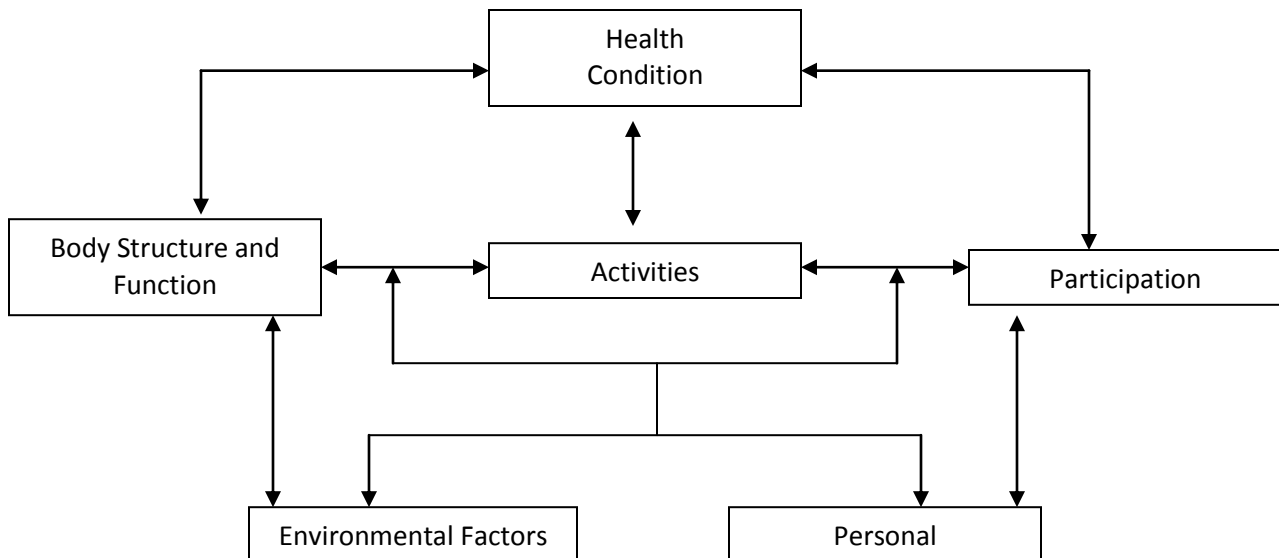 Health
Condition
Body Structure and
Function
Activities
Participation
Environmental Factors
Personal